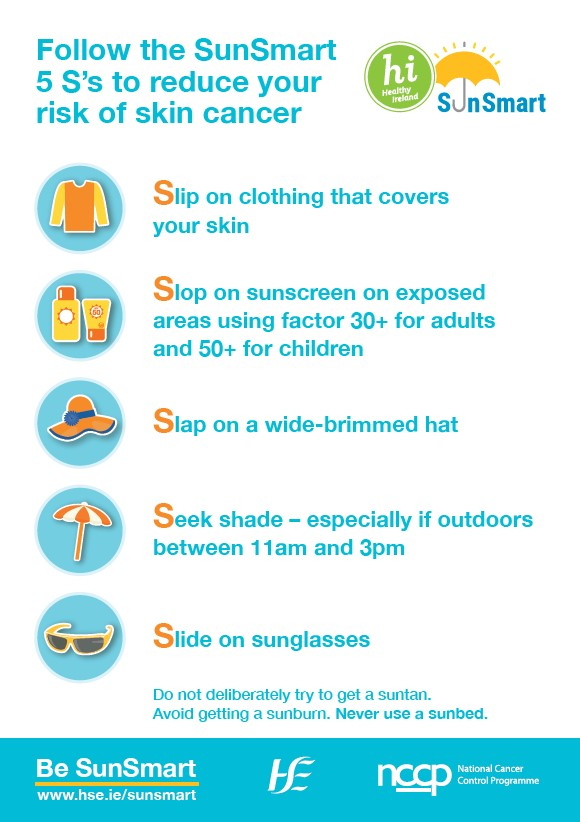 Follow the SunSmart
5 S's to reduce your
risk of skin cancer
hi
Healthy
Ireland
SunSmart
Slip on clothing that covers
your skin
Slop on sunscreen on exposed
areas using factor 30+ for adults
and 50+ for children
50
Slap on a wide-brimmed hat
Seek shade – especially if outdoors
between 11am and 3pm
Slide on sunglasses
Do not deliberately try to get a suntan.
Avoid getting a sunburn. Never use a sunbed.
Be SunSmart
www.hse.ie/sunsmart
HSE
nccp
National Cancer
Control Programme